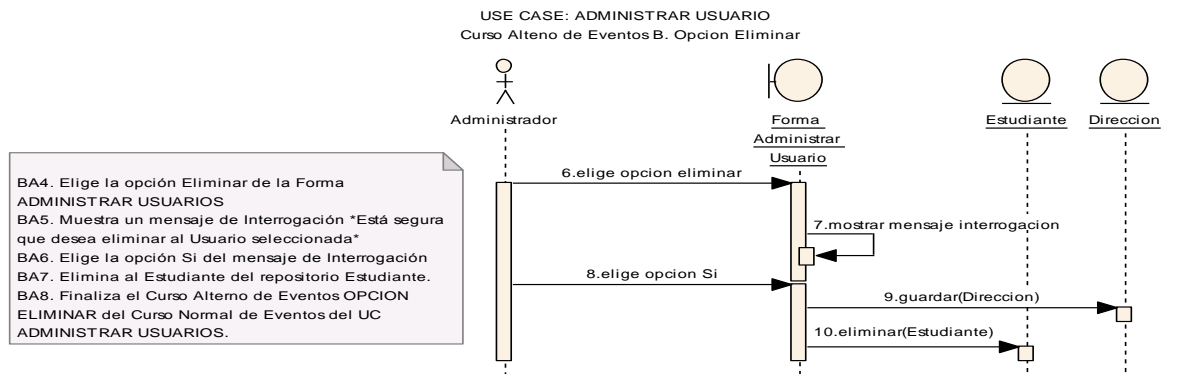 USE CASE: ADMINISTRAR USUARIO
Curso Alteno de Eventos B. Opcion Eliminar
Administrador
Forma
Administrar
Usuario
Estudiante
Direccion
BA4. Elige la opción Eliminar de la Forma
ADMINISTRAR USUARIOS
BA5. Muestra un mensaje de Interrogación *Está segura
que desea eliminar al Usuario seleccionada*
BA6. Elige la opción Si del mensaje de Interrogación
BA7. Elimina al Estudiante del repositorio Estudiante.
BA8. Finaliza el Curso Alterno de Eventos OPCION
ELIMINAR del Curso Normal de Eventos del UC
ADMINISTRAR USUARIOS.
6.elige opcion eliminar
7.mostrar mensaje interrogacion
8.elige opcion Si
9.guardar(Direccion)
10.eliminar(Estudiante)